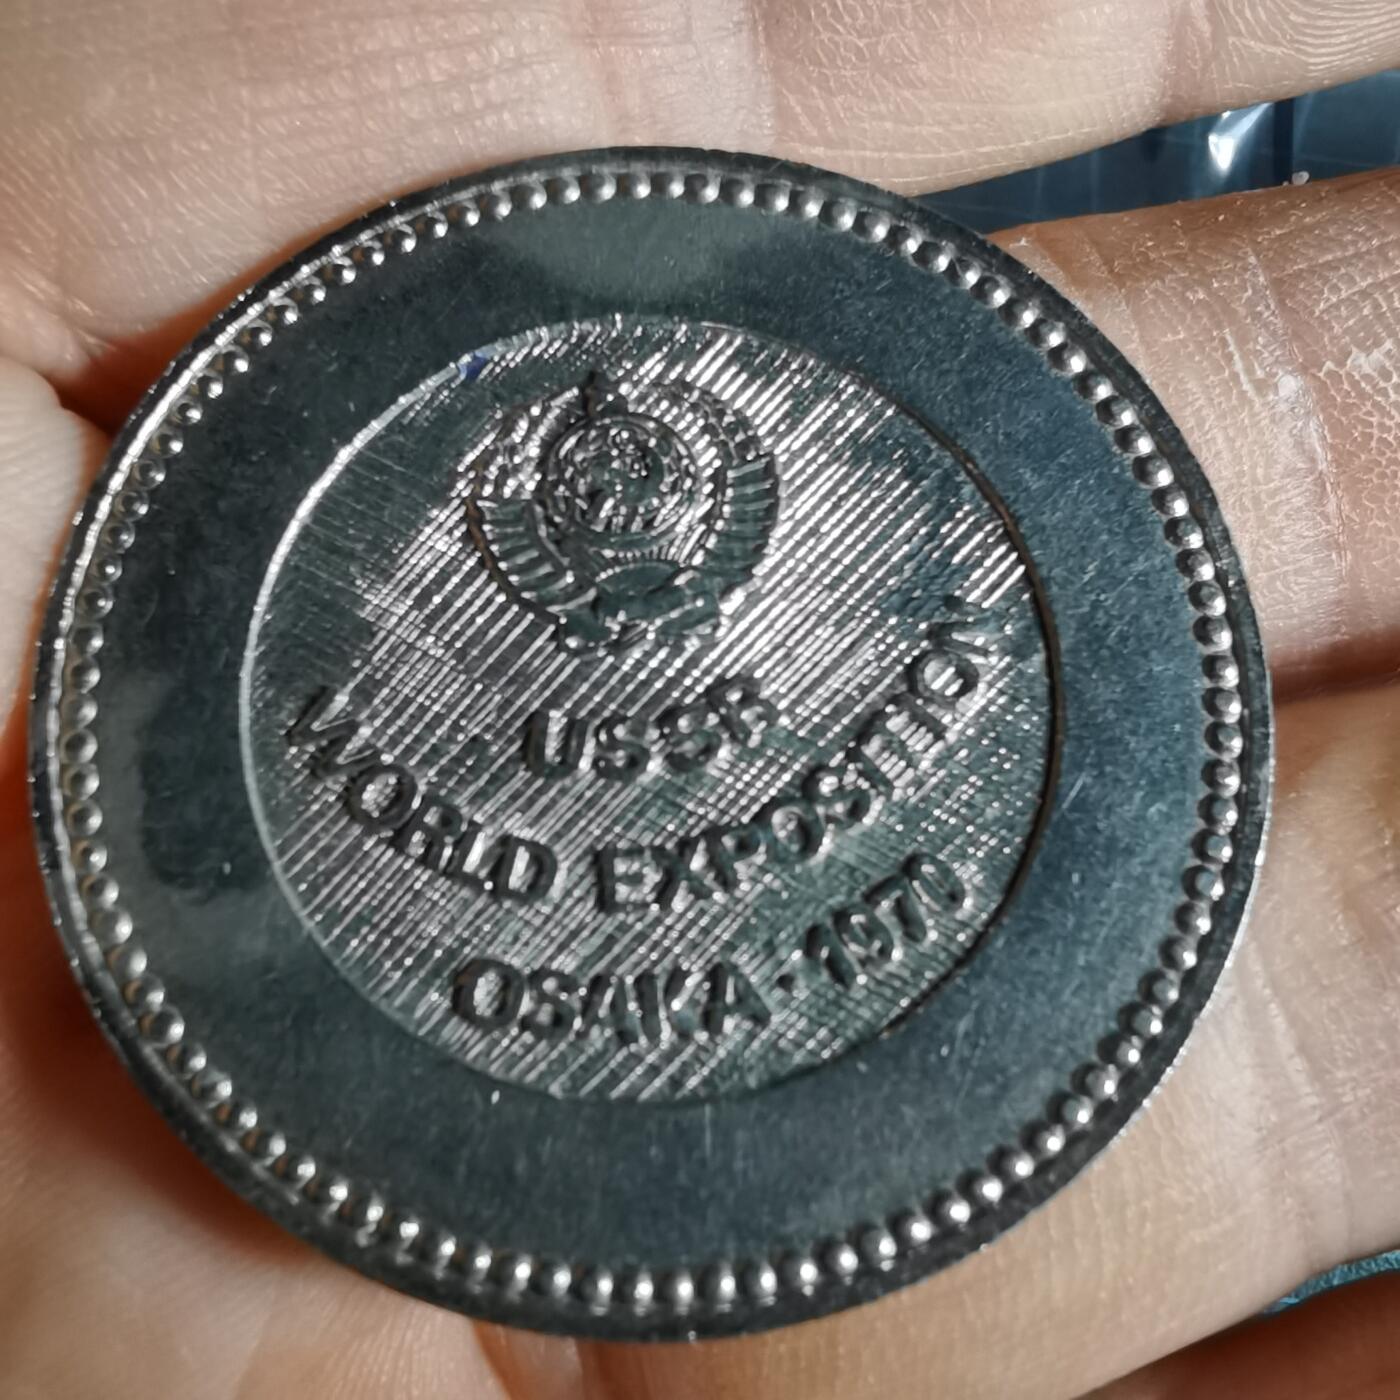 USSR
WORLD EXPOSITION
OSAKA · 1970